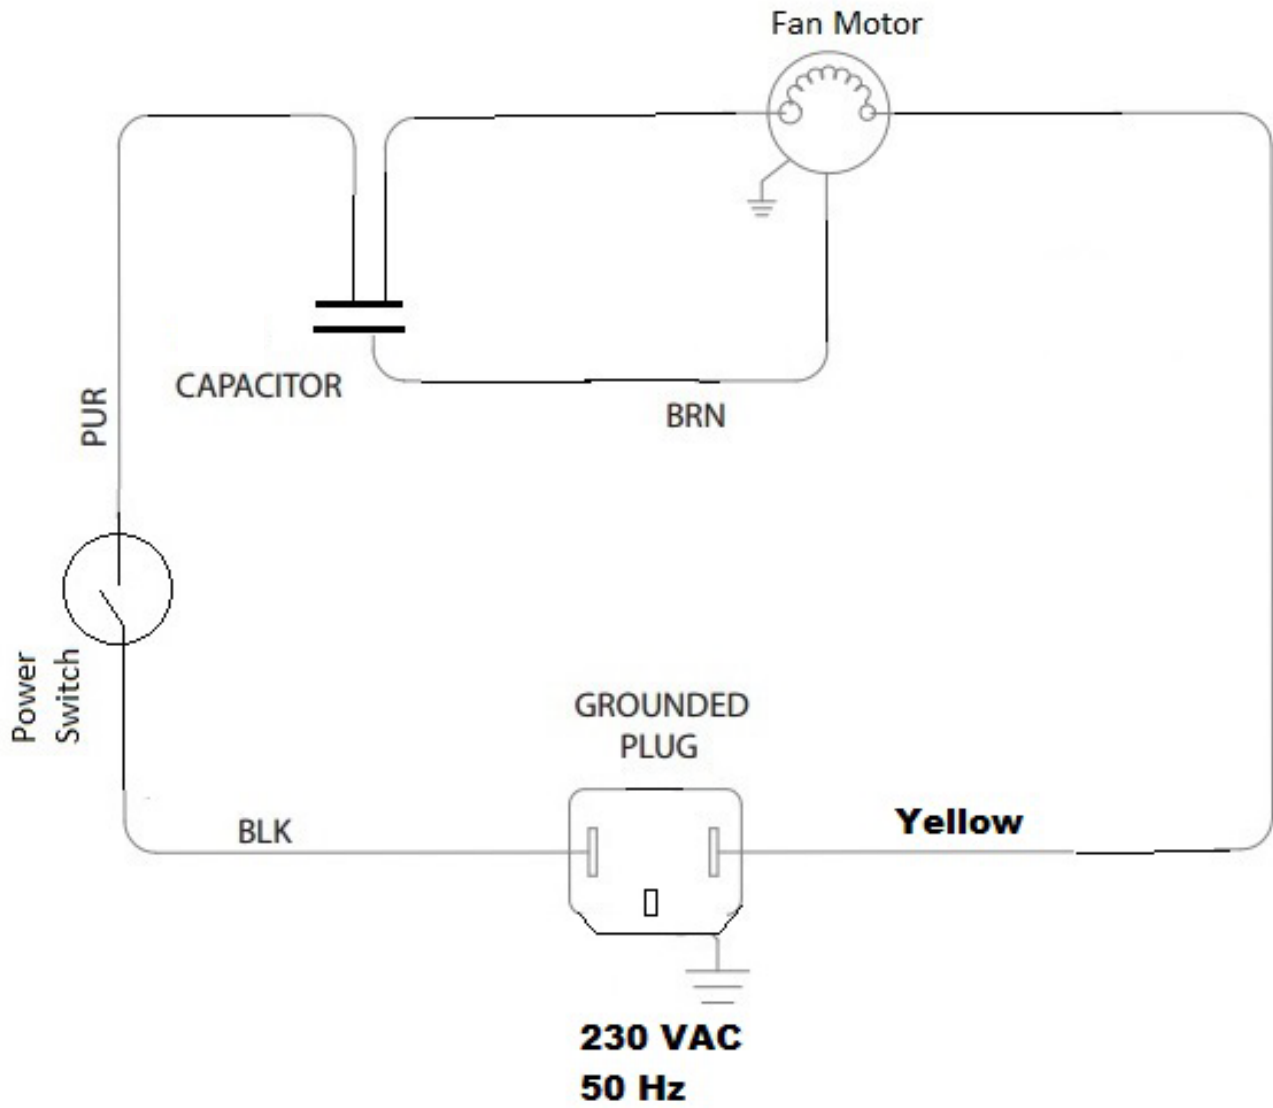 Fan Motor
CAPACITOR
BRN
PUR
Power
Switch
GROUNDED
PLUG
BLK
Yellow
230 VAC
50 Hz